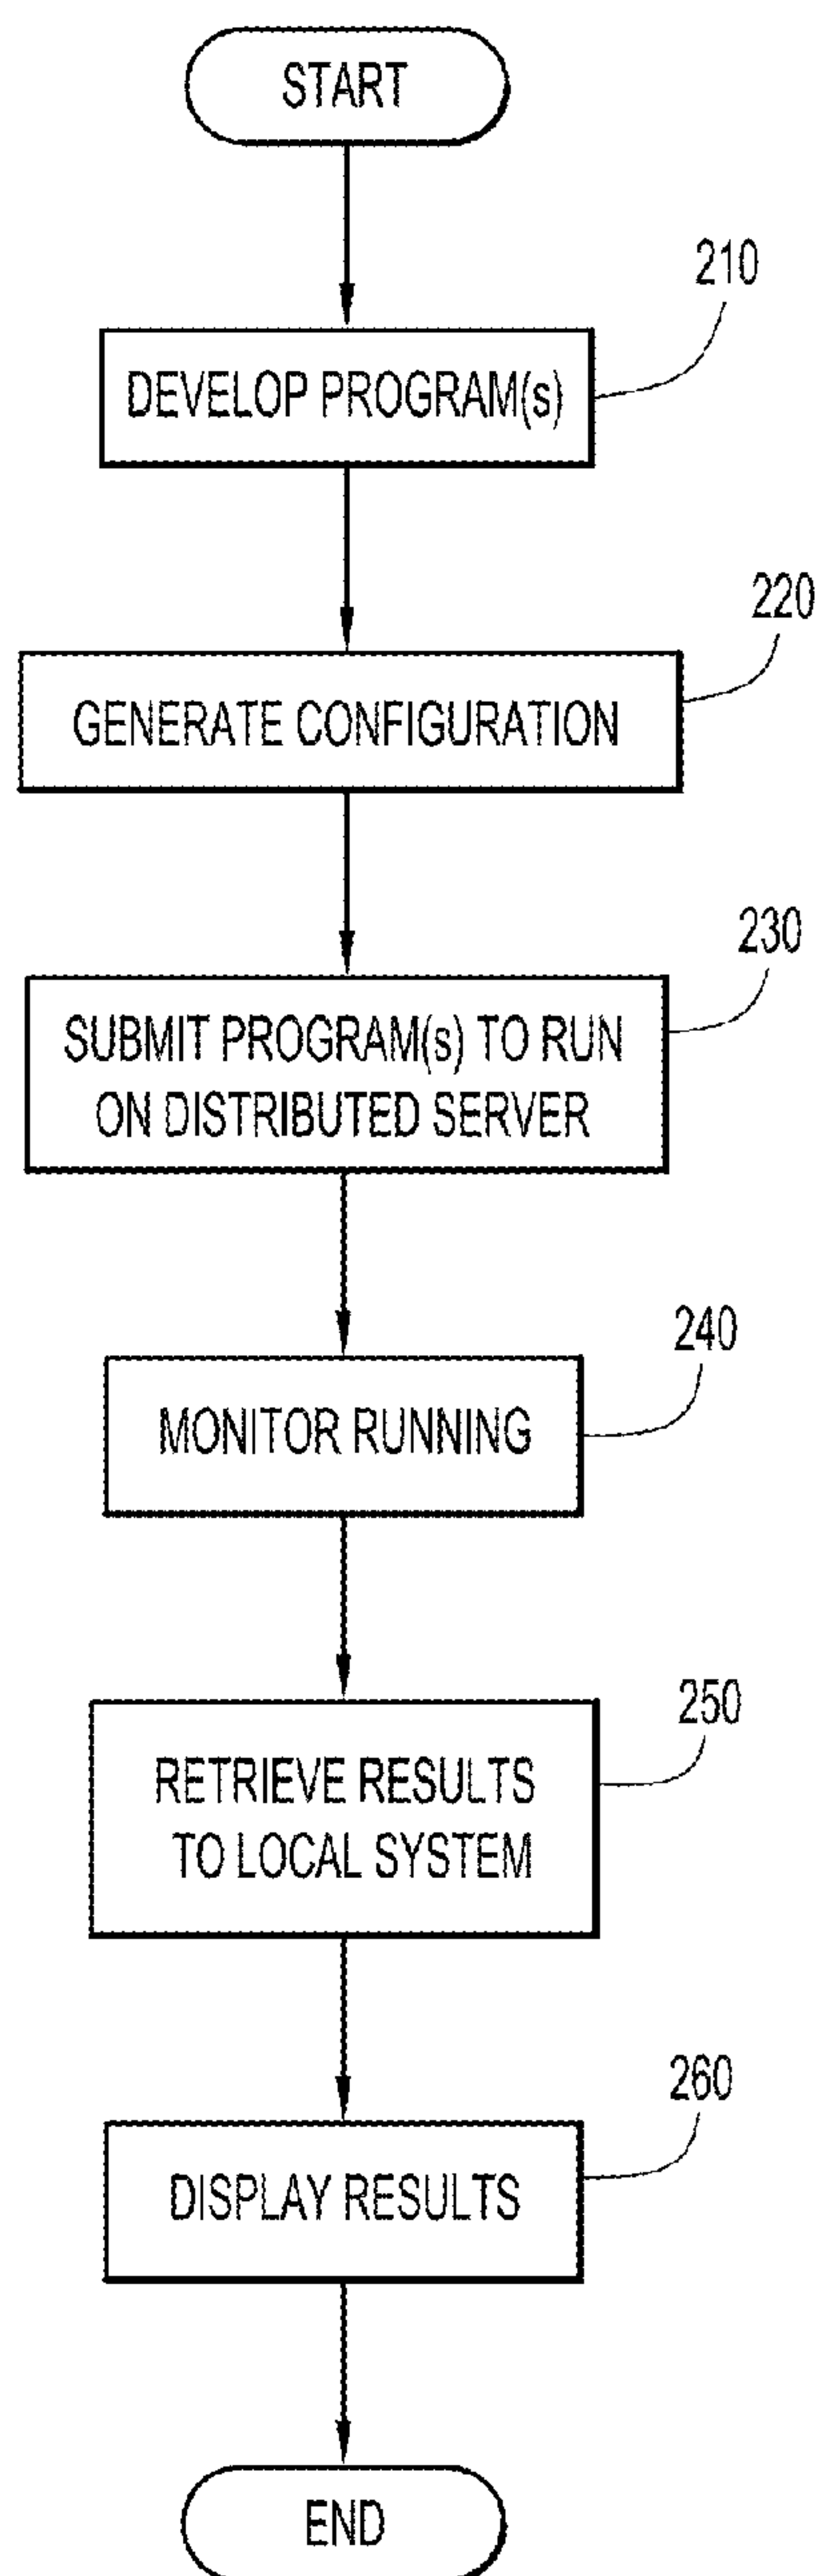 START
210
DEVELOP PROGRAM(s)
220
GENERATE CONFIGURATION
230
SUBMIT PROGRAM(s) TO RUN
ON DISTRIBUTED SERVER
240
MONITOR RUNNING
250
RETRIEVE RESULTS
TO LOCAL SYSTEM
260
DISPLAY RESULTS
END